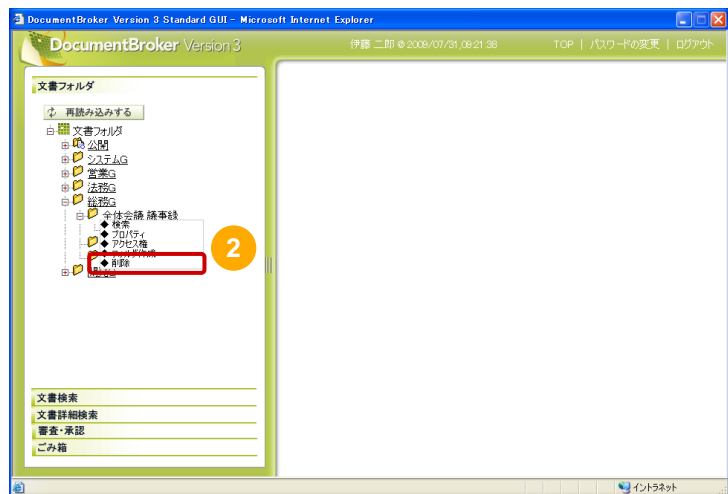 DocumentBroker Version 3 Standard GUI - Microsoft Internet Explorer
DocumentBroker Version 3
伊藤 二郎 @ 2009/07/31,09:21:38
TOP | パスワードの変更 | ログアウト
文書フォルダ
再読み込みする
文書フォルダ
公開
システムG
営業G
法務G
総務G
全体会議 議事録
◆ 検索
◆ プロパティ
◆ アクセス権
◆ フォルダ作成
◆ 削除
2
文書検索
文書詳細検索
審査・承認
ごみ箱
イントラネット